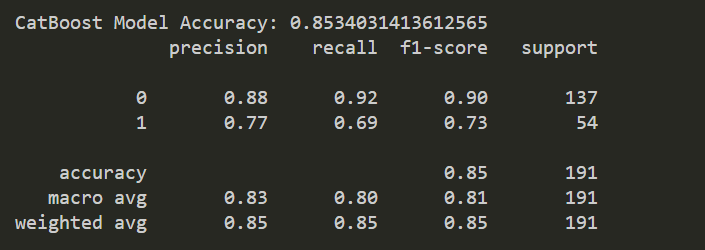 CatBoost Model Accuracy: 0.8534031413612565
precision recall f1-score support
0 0.88 0.92 0.90 137
1 0.77 0.69 0.73 54
accuracy 0.85 191
macro avg 0.83 0.80 0.81 191
weighted avg 0.85 0.85 0.85 191